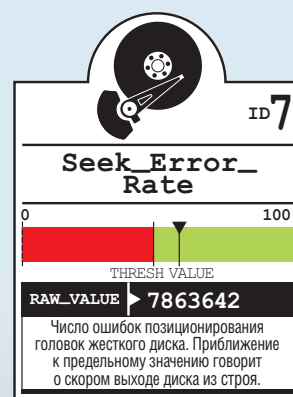 ID7
Seek_Error_
Rate
0 100
THRESH VALUE
RAW_VALUE 7863642
Число ошибок позиционирования
головок жесткого диска. Приближение
к предельному значению говорит
о скором выходе диска из строя.